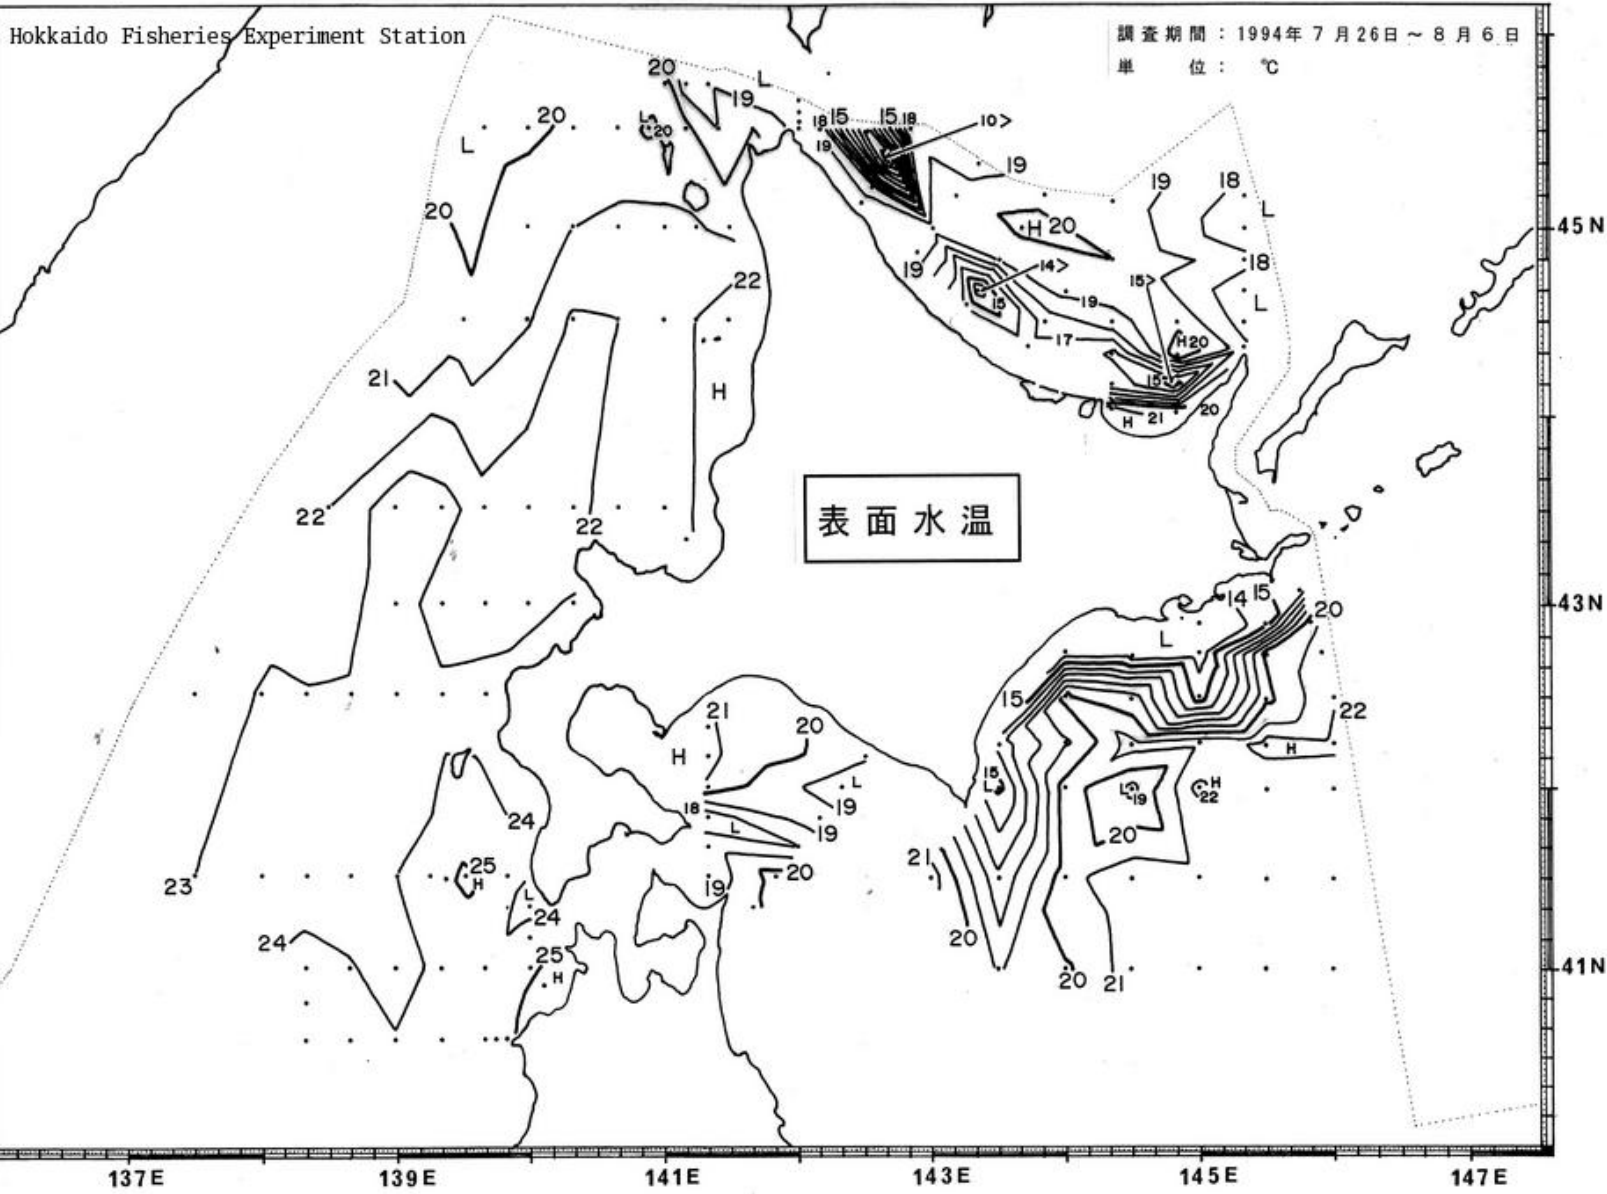 Hokkaido Fisheries Experiment Station
調査期間：1994年7月26日～8月6日
単 位： ℃
20
L
19
18 15 15 18
10>
20
L
L
20
19
19
19
18
L
20
H 20
45N
19
14>
18
22
15>
15
19
L
17
H 20
21
H
15
20
H
21
22
22
表面水温
14
15
43N
20
L
15
21
20
22
H
H
15
L
L
19
H
22
L
18
19
24
L
19
20
21
25
H
20
23
19
L
24
20
24
25
H
20
21
41N
137E
139E
141E
143E
145E
147E